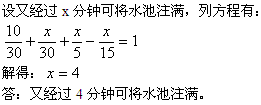 设又经过 x 分钟可将水池注满，列方程有：
10/30 + x/30 + x/5 - x/15 = 1
解得：x = 4
答：又经过 4 分钟可将水池注满。